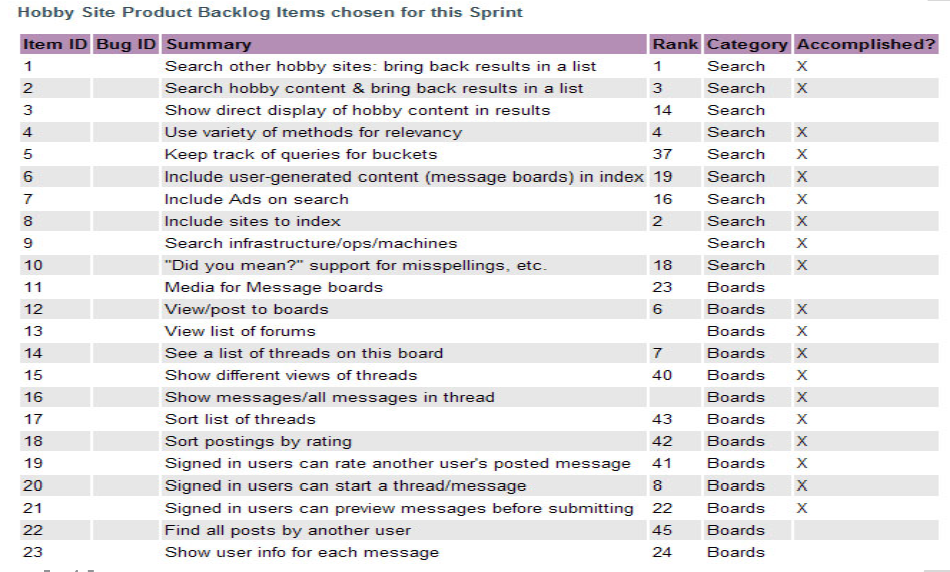 Hobby Site Product Backlog Items chosen for this Sprint
Item ID Bug ID Summary Rank Category Accomplished?
1 Search other hobby sites: bring back results in a list 1 Search X
2 Search hobby content & bring back results in a list 3 Search X
3 Show direct display of hobby content in results 14 Search
4 Use variety of methods for relevancy 4 Search X
5 Keep track of queries for buckets 37 Search X
6 Include user-generated content (message boards) in index 19 Search X
7 Include Ads on search 16 Search X
8 Include sites to index 2 Search X
9 Search infrastructure/ops/machines Search X
10 "Did you mean?" support for misspellings, etc. 18 Search X
11 Media for Message boards 23 Boards
12 View/post to boards 6 Boards X
13 View list of forums Boards X
14 See a list of threads on this board 7 Boards X
15 Show different views of threads 40 Boards X
16 Show messages/all messages in thread Boards X
17 Sort list of threads 43 Boards X
18 Sort postings by rating 42 Boards X
19 Signed in users can rate another user's posted message 41 Boards X
20 Signed in users can start a thread/message 8 Boards X
21 Signed in users can preview messages before submitting 22 Boards X
22 Find all posts by another user 45 Boards
23 Show user info for each message 24 Boards